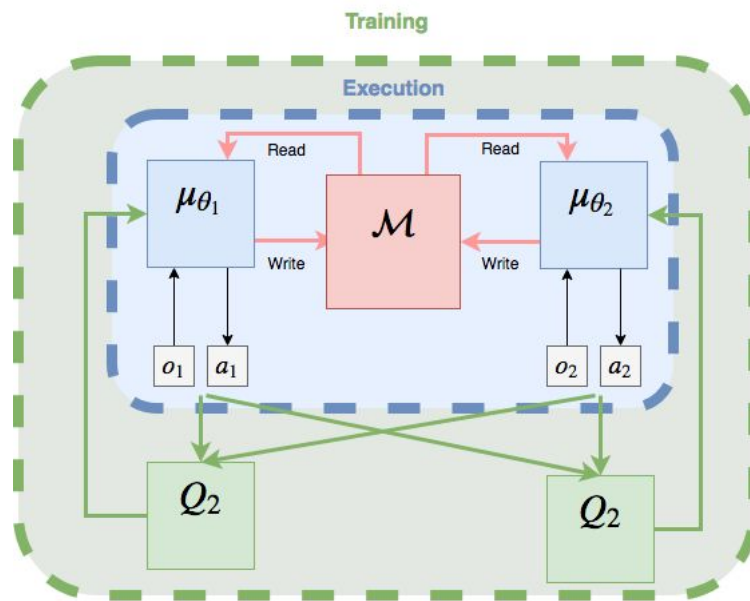 Training
Execution
Read Read
μθ₁ ℳ μθ₂
Write Write
o₁ a₁ o₂ a₂
Q₂ Q₂